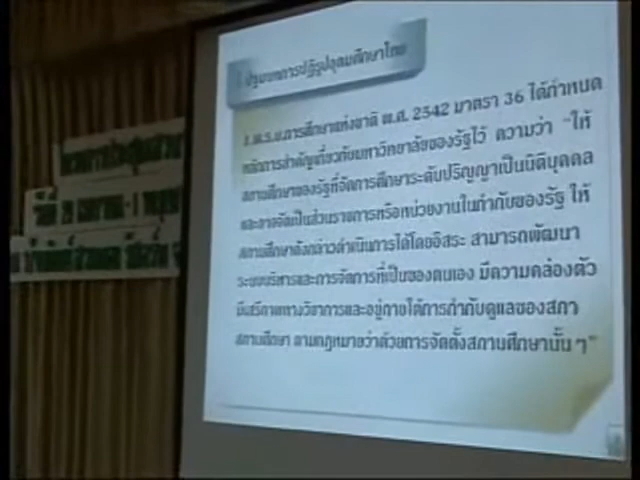 ปฐมบทการปฏิรูปอุดมศึกษาไทย
พ.ร.บ.การศึกษาแห่งชาติ พ.ศ. 2542 มาตรา 36 ได้กำหนด
หลักการสำคัญเกี่ยวกับมหาวิทยาลัยของรัฐไว้ ความว่า "ให้
สถานศึกษาของรัฐที่จัดการศึกษาระดับปริญญาเป็นนิติบุคคล
และอาจจัดเป็นส่วนราชการหรือหน่วยงานในกำกับของรัฐ ให้
สถานศึกษาดังกล่าวดำเนินการได้โดยอิสระ สามารถพัฒนา
ระบบบริหารและการจัดการที่เป็นของตนเอง มีความคล่องตัว
มีเสรีภาพทางวิชาการและอยู่ภายใต้การกำกับดูแลของสภา
สถานศึกษา ตามกฎหมายว่าด้วยการจัดตั้งสถานศึกษานั้น ๆ"